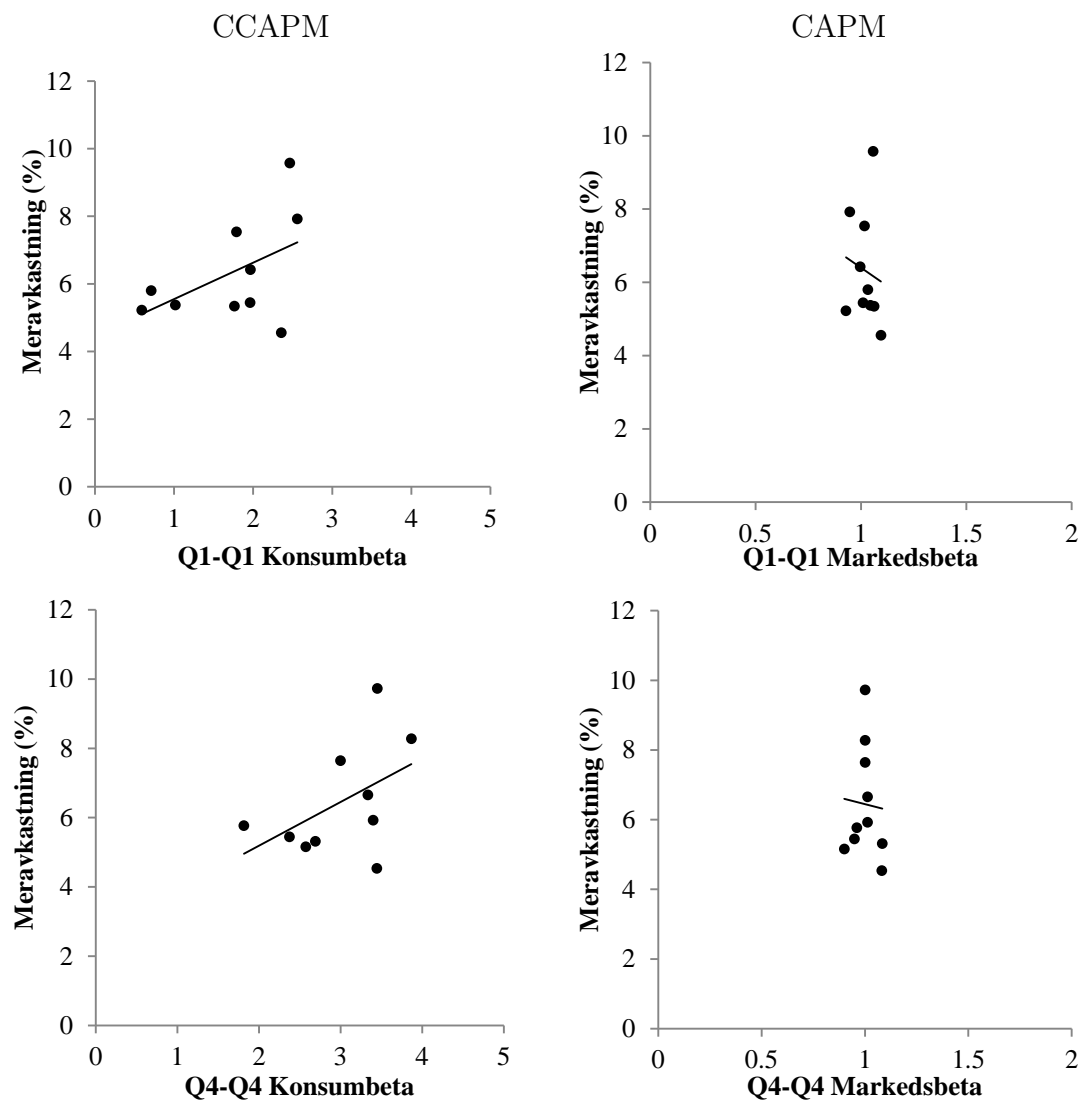 CCAPM
CAPM
Meravkastning (%)
12
10
8
6
4
2
0
0 1 2 3 4 5
Q1-Q1 Konsumbeta
Meravkastning (%)
12
10
8
6
4
2
0
0 0.5 1 1.5 2
Q1-Q1 Markedsbeta
Meravkastning (%)
12
10
8
6
4
2
0
0 1 2 3 4 5
Q4-Q4 Konsumbeta
Meravkastning (%)
12
10
8
6
4
2
0
0 0.5 1 1.5 2
Q4-Q4 Markedsbeta